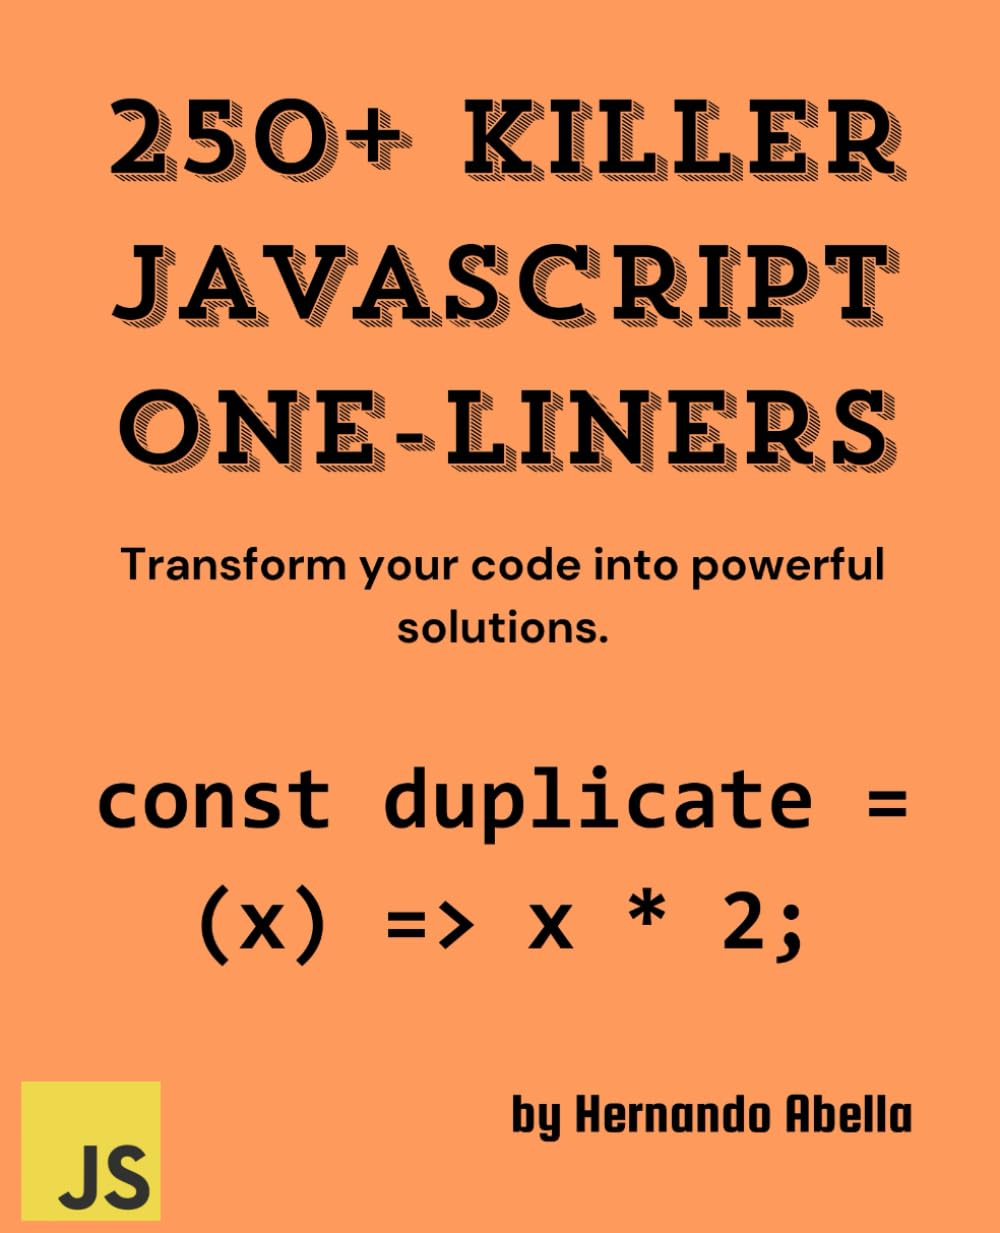 250+ KILLER
JAVASCRIPT
ONE-LINERS
Transform your code into powerful
solutions.
const duplicate =
(x) => x * 2;
by Hernando Abella
JS